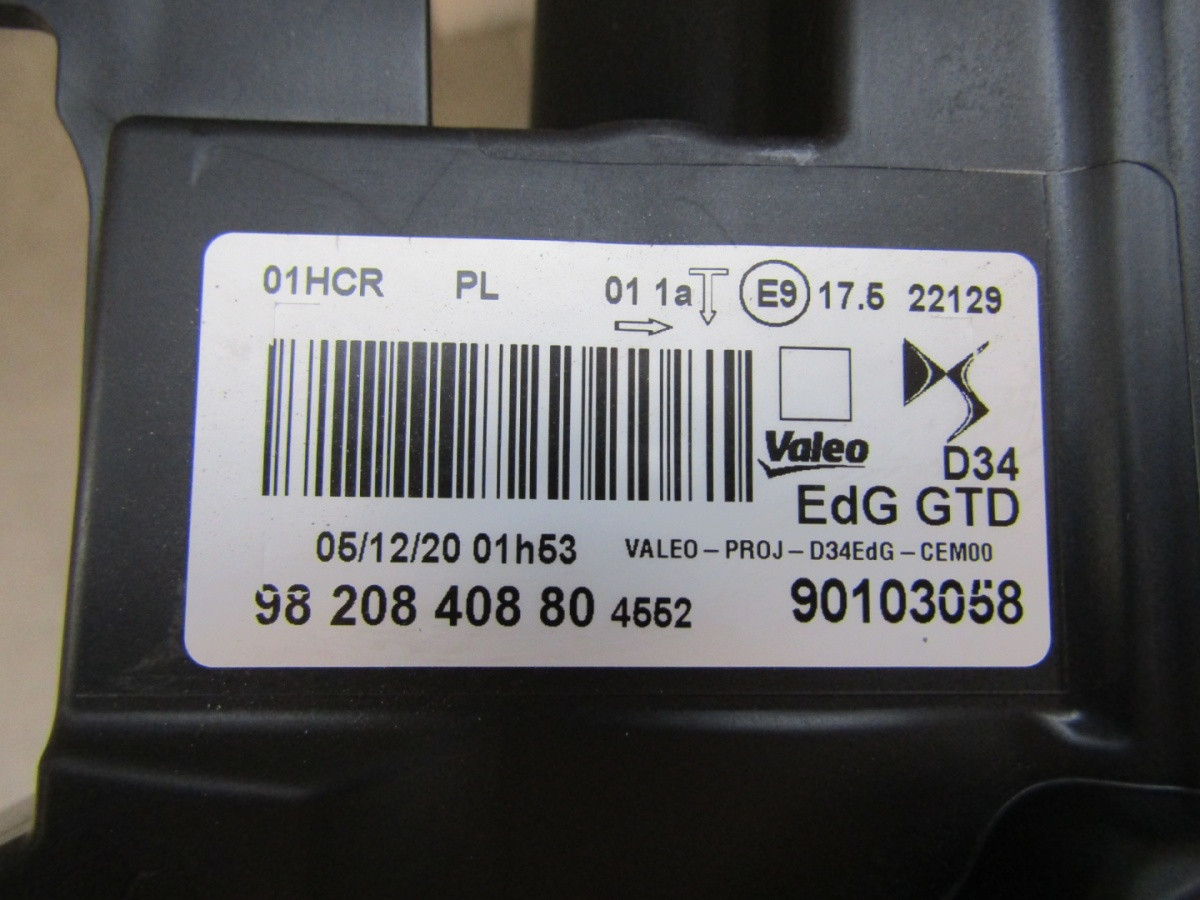 01HCR PL 01 1a E9 17.5 22129
Valeo
D34
EdG GTD
05/12/20 01h53 VALEO-PROJ-D34EdG-CEM00
98 208 408 80 4552 90103058